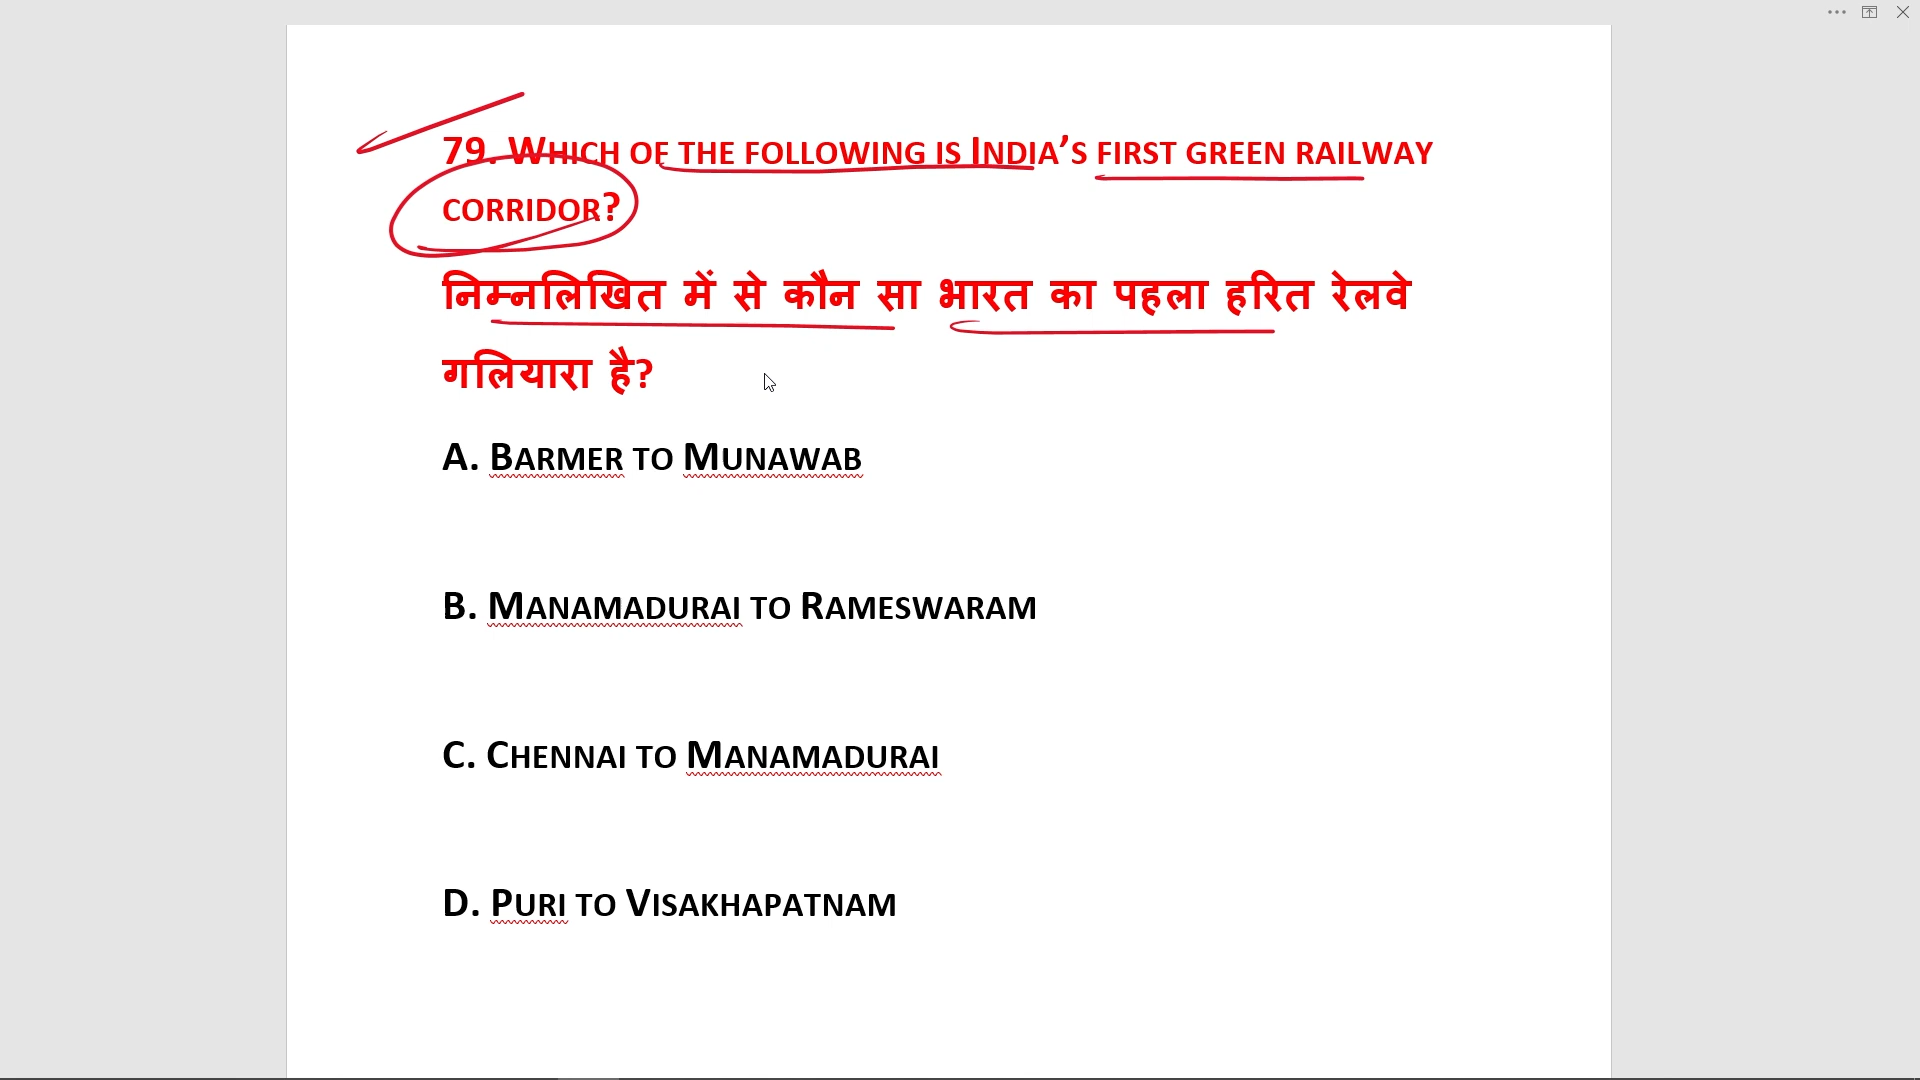 79. Which of the following is India’s first green railway
corridor?
निम्नलिखित में से कौन सा भारत का पहला हरित रेलवे
गलियारा है?
A. Barmer to Munawab
B. Manamadurai to Rameswaram
C. Chennai to Manamadurai
D. Puri to Visakhapatnam